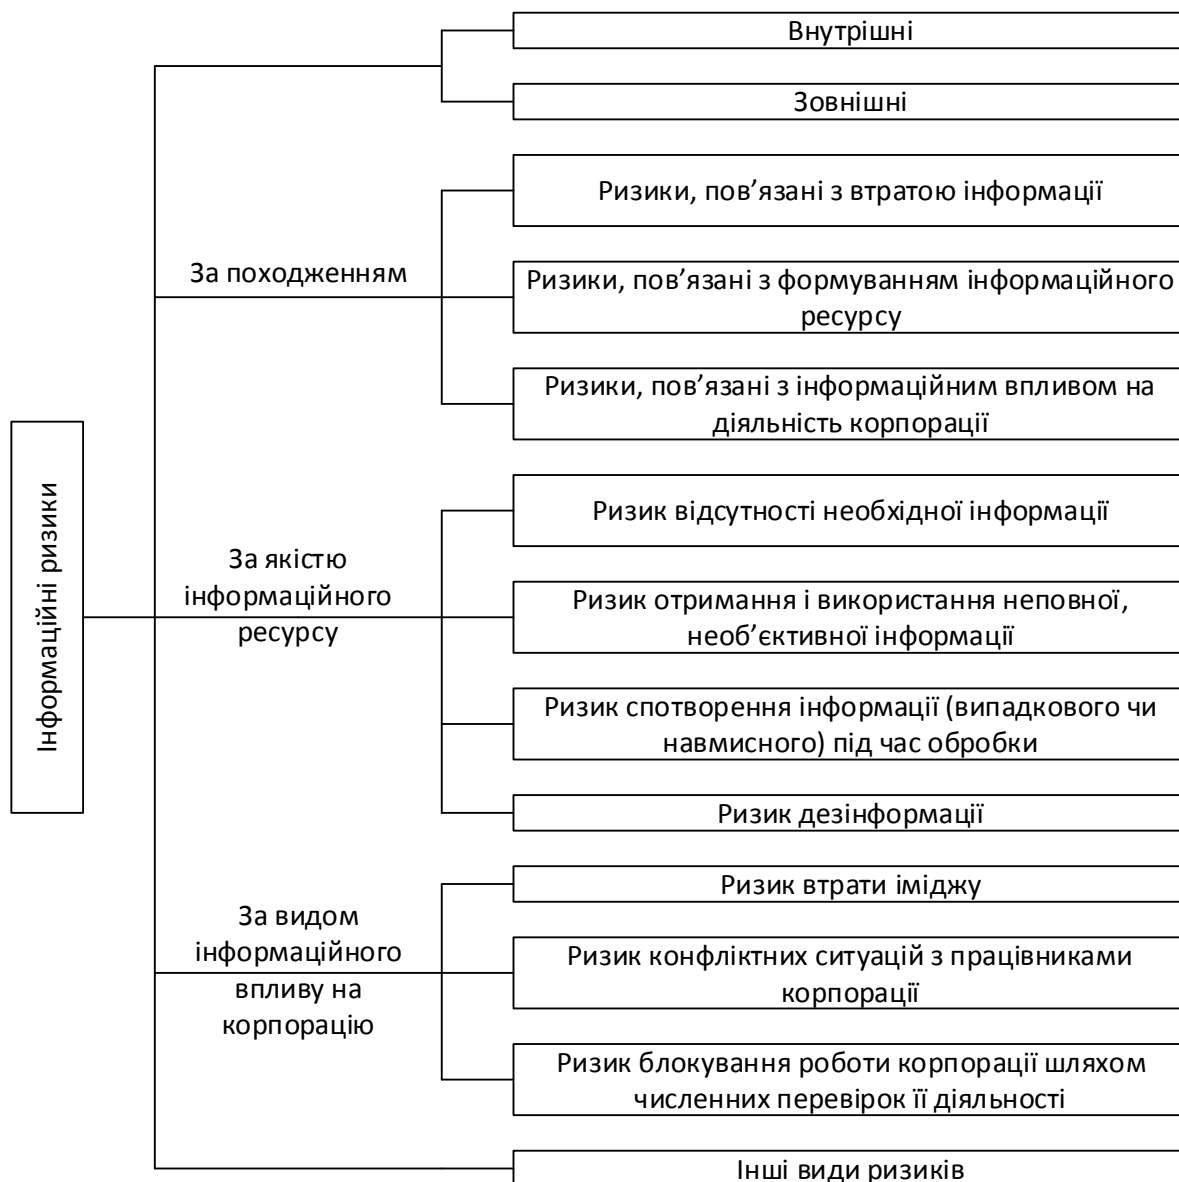 Внутрішні
Зовнішні
Ризики, пов’язані з втратою інформації
За походженням
Ризики, пов’язані з формуванням інформаційного
ресурсу
Ризики, пов’язані з інформаційним впливом на
діяльність корпорації
Інформаційні ризики
Ризик відсутності необхідної інформації
За якістю
інформаційного
ресурсу
Ризик отримання і використання неповної,
необ’єктивної інформації
Ризик спотворення інформації (випадкового чи
навмисного) під час обробки
Ризик дезінформації
Ризик втрати іміджу
За видом
інформаційного
впливу на
корпорацію
Ризик конфліктних ситуацій з працівниками
корпорації
Ризик блокування роботи корпорації шляхом
численних перевірок її діяльності
Інші види ризиків